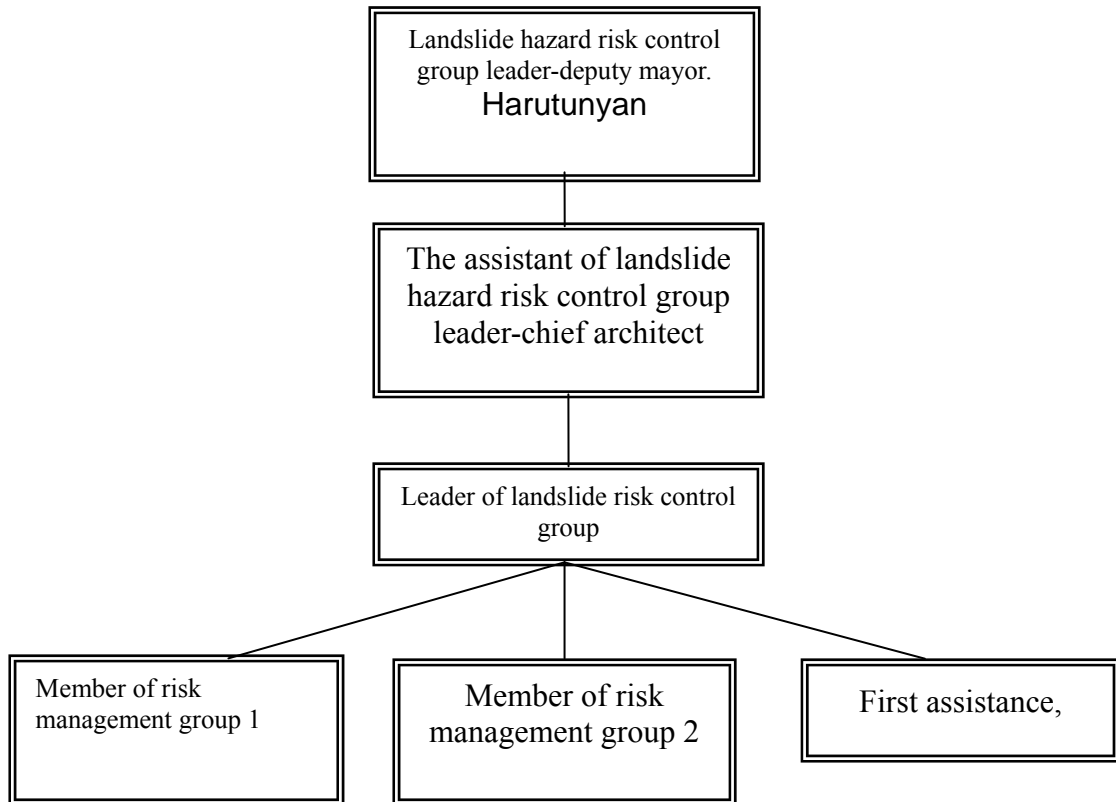 Landslide hazard risk control
group leader-deputy mayor.
Harutunyan
The assistant of landslide
hazard risk control group
leader-chief architect
Leader of landslide risk control
group
Member of risk
management group 1
Member of risk
management group 2
First assistance,